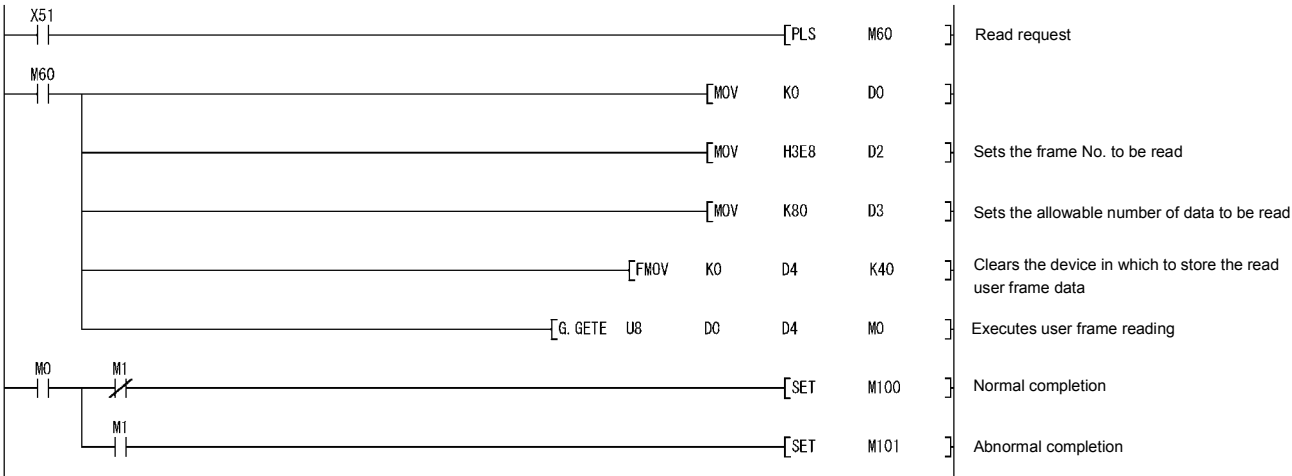 X51
[PLS M60 ] Read request
M60
[MOV K0 D0 ]
[MOV H3E8 D2 ] Sets the frame No. to be read
[MOV K80 D3 ] Sets the allowable number of data to be read
[FMOV K0 D4 K40 ] Clears the device in which to store the read
user frame data
[G.GETE U8 D0 D4 M0 ] Executes user frame reading
M0 M1
[SET M100 ] Normal completion
M1
[SET M101 ] Abnormal completion